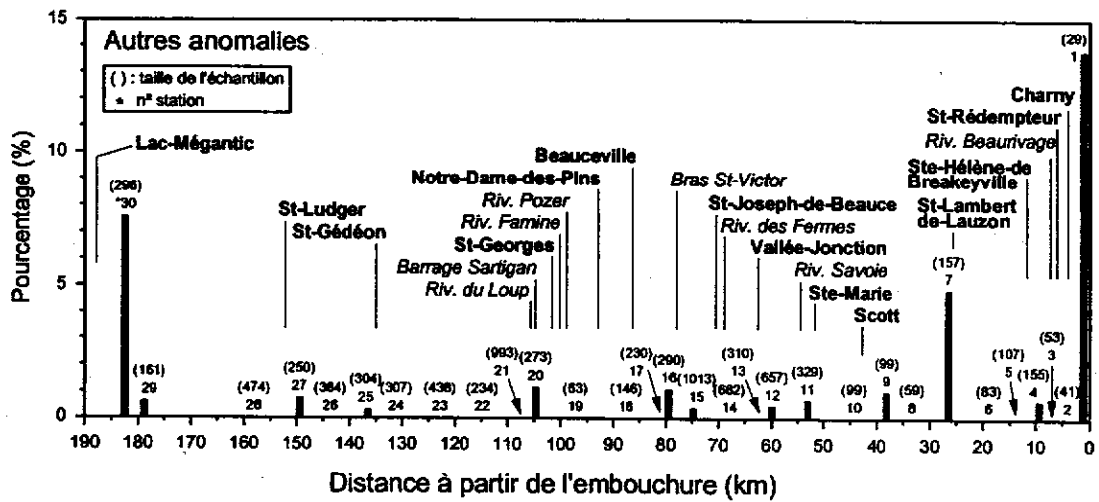 Autres anomalies
( ) : taille de l'échantillon
* nº station
Pourcentage (%)
15
10
5
0
Lac-Mégantic
St-Ludger
St-Gédéon
Beauceville
Notre-Dame-des-Pins
Riv. Pozer
Riv. Famine
St-Georges
Barrage Sartigan
Riv. du Loup
Bras St-Victor
St-Joseph-de-Beauce
Riv. des Fermes
Vallée-Jonction
Riv. Savoie
Ste-Marie
Scott
Charny
St-Rédempteur
Riv. Beaurivage
Ste-Hélène-de
Breakeyville
St-Lambert
de-Lauzon
(296)
*30
(161)
29
(474)
28
(250)
27
(364)
26
(304)
25
(307)
24
(436)
23
(234)
22
(993)
21
(273)
20
(63)
19
(146)
18
(230)
17
(290)
16
(1013)
15
(662)
14
(310)
13
(657)
12
(329)
11
(99)
10
(99)
9
(59)
8
(157)
7
(83)
6
(107)
5
(155)
4
(53)
3
(41)
2
(29)
1
190 180 170 160 150 140 130 120 110 100 90 80 70 60 50 40 30 20 10 0
Distance à partir de l'embouchure (km)